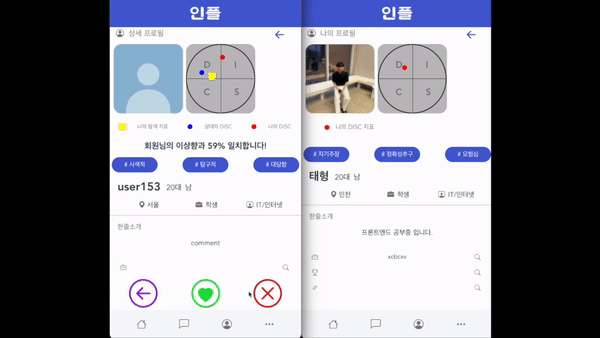 인플
상세 프로필
D I
C S
나의 탐색 지표 상대의 DISC 나의 DISC
회원님의 이상향과 59% 일치합니다!
# 사색적 # 탐구적 # 대담함
user153 20대 남
서울 학생 IT/인터넷
한줄소개
comment
인플
나의 프로필
D I
C S
나의 DISC 지표
# 자기주장 # 정확성추구 # 모험심
태형 20대 남
인천 학생 IT/인터넷
한줄소개
프론트엔드 공부중 입니다.
xcbcxv